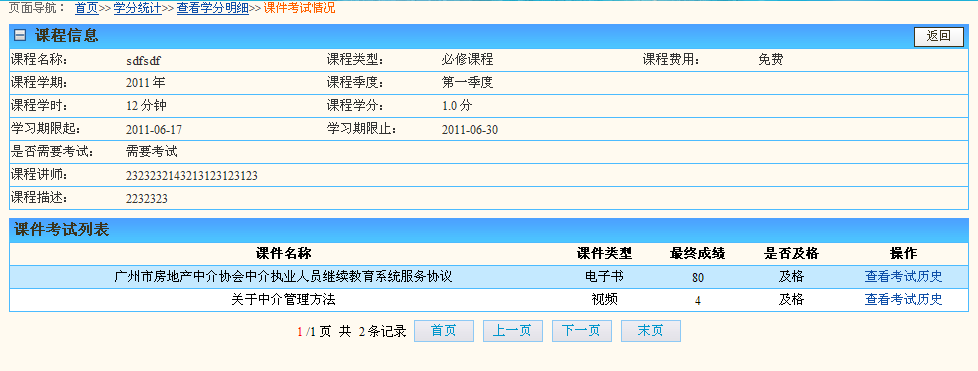 页面导航： 首页>> 学分统计>> 查看学分明细>> 课件考试情况
课程信息 返回
课程名称： sdfsdf 课程类型： 必修课程 课程费用： 免费
课程学期： 2011 年 课程季度： 第一季度
课程学时： 12 分钟 课程学分： 1.0 分
学习期限起： 2011-06-17 学习期限止： 2011-06-30
是否需要考试： 需要考试
课程讲师： 2323232143213123123123
课程描述： 2232323
课件考试列表
课件名称 课件类型 最终成绩 是否及格 操作
广州市房地产中介协会中介执业人员继续教育系统服务协议 电子书 80 及格 查看考试历史
关于中介管理方法 视频 4 及格 查看考试历史
1 /1 页 共 2 条记录 首页 上一页 下一页 末页